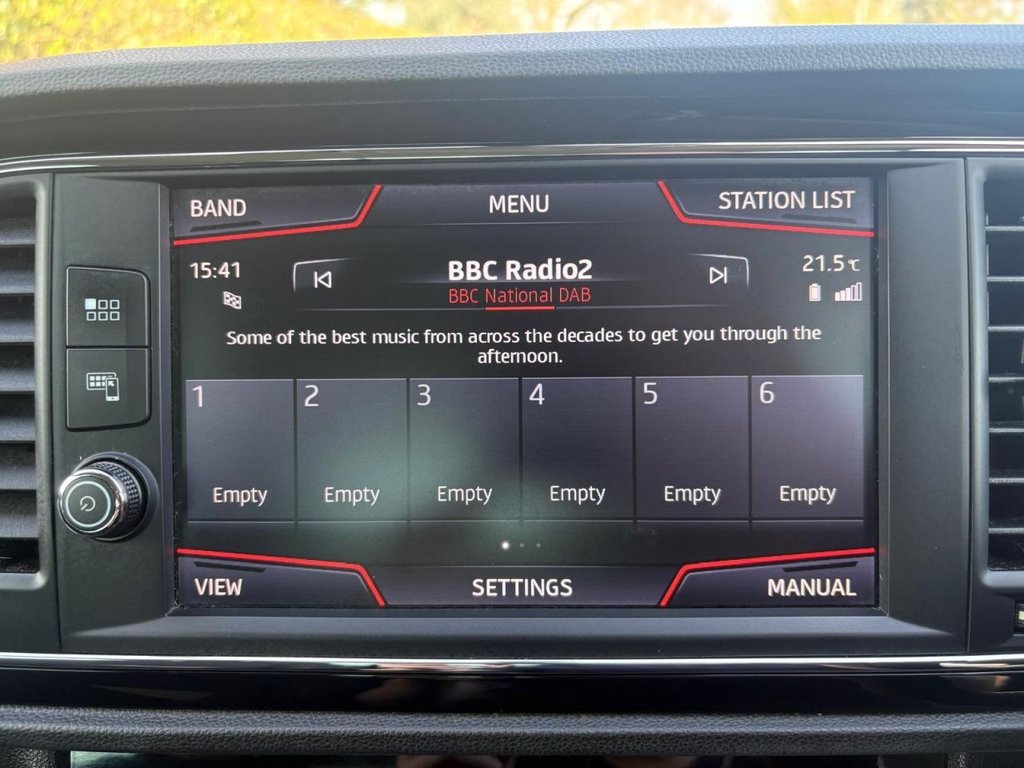 BAND
MENU
STATION LIST
15:41
BBC Radio2
21.5°C
BBC National DAB
Some of the best music from across the decades to get you through the
afternoon.
1
2
3
4
5
6
Empty
Empty
Empty
Empty
Empty
Empty
VIEW
SETTINGS
MANUAL